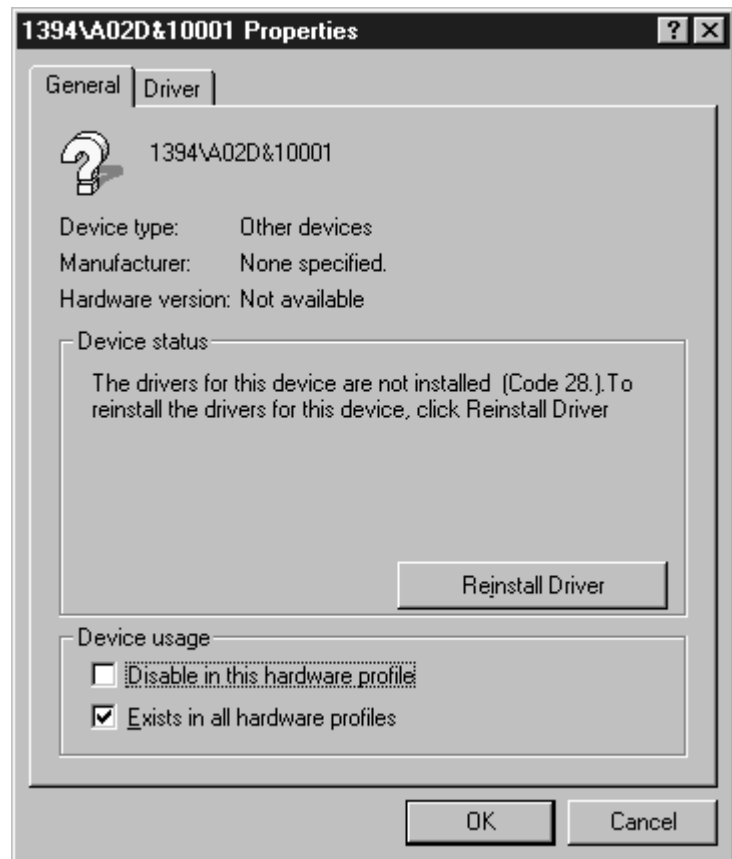 1394\A02D&10001 Properties
General Driver
1394\A02D&10001
Device type: Other devices
Manufacturer: None specified.
Hardware version: Not available
Device status
The drivers for this device are not installed (Code 28.).To
reinstall the drivers for this device, click Reinstall Driver
Reinstall Driver
Device usage
Disable in this hardware profile
Exists in all hardware profiles
OK Cancel